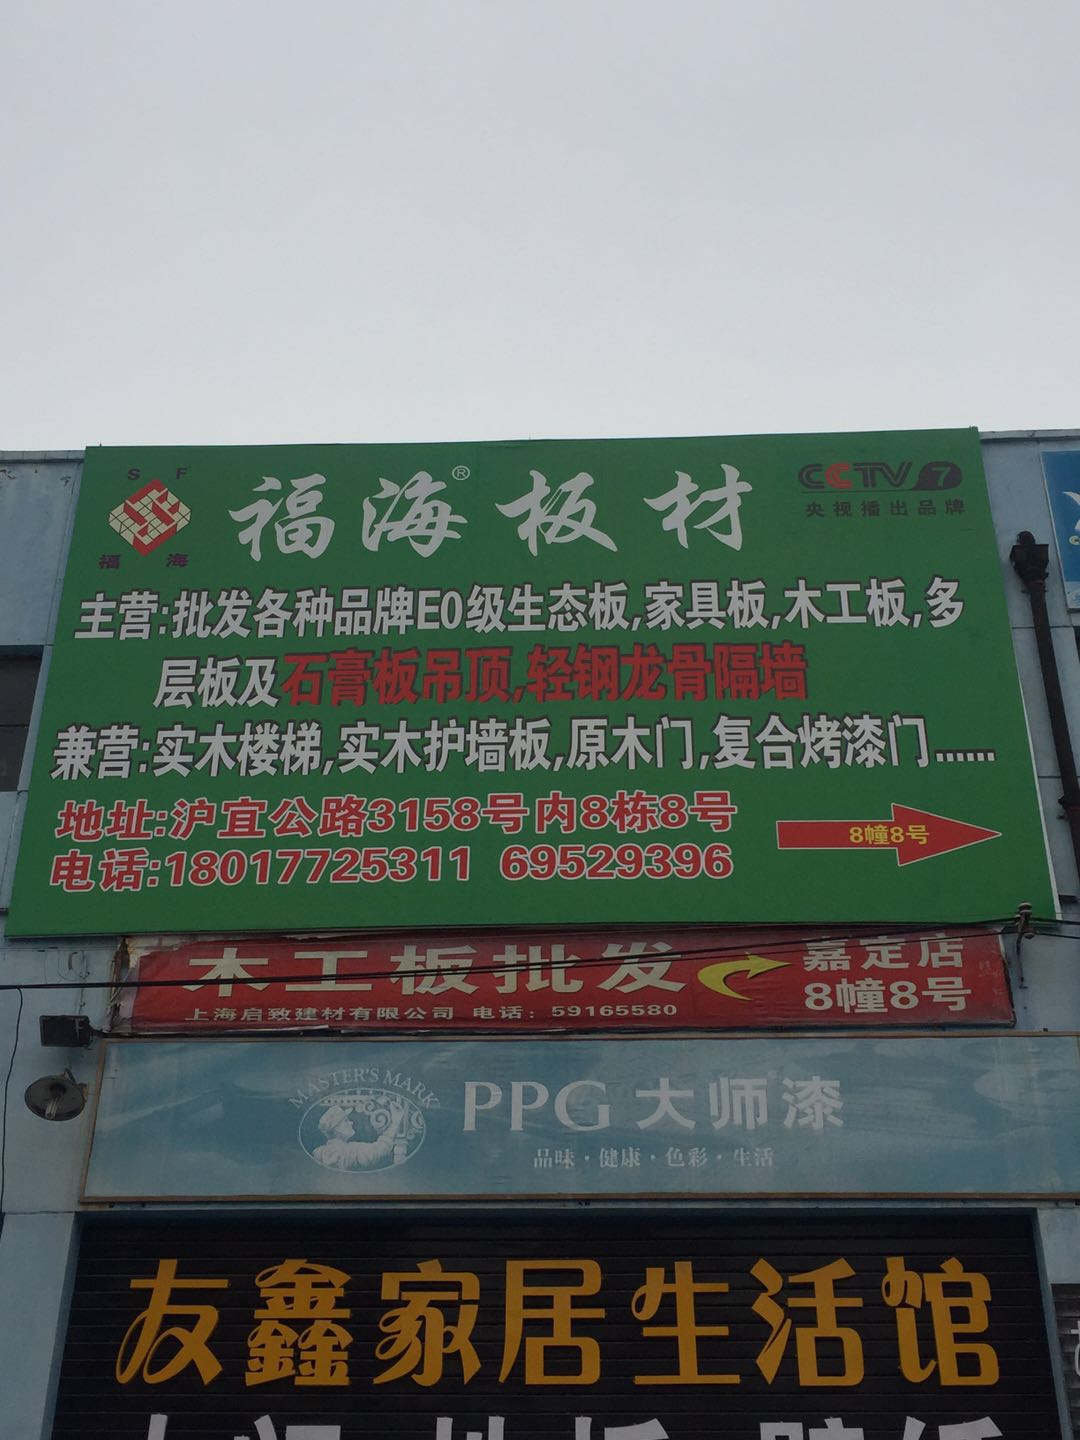 S F
福 海
福海®板材
CCTV 7
央视播出品牌
主营:批发各种品牌E0级生态板,家具板,木工板,多
层板及石膏板吊顶,轻钢龙骨隔墙
兼营:实木楼梯,实木护墙板,原木门,复合烤漆门......
地址:沪宜公路3158号内8栋8号
8幢8号
电话:18017725311 69529396
木工板批发
嘉定店
8幢8号
上海启致建材有限公司 电话：59165580
MASTER'S MARK
PPG 大师漆
品味·健康·色彩·生活
友鑫家居生活馆